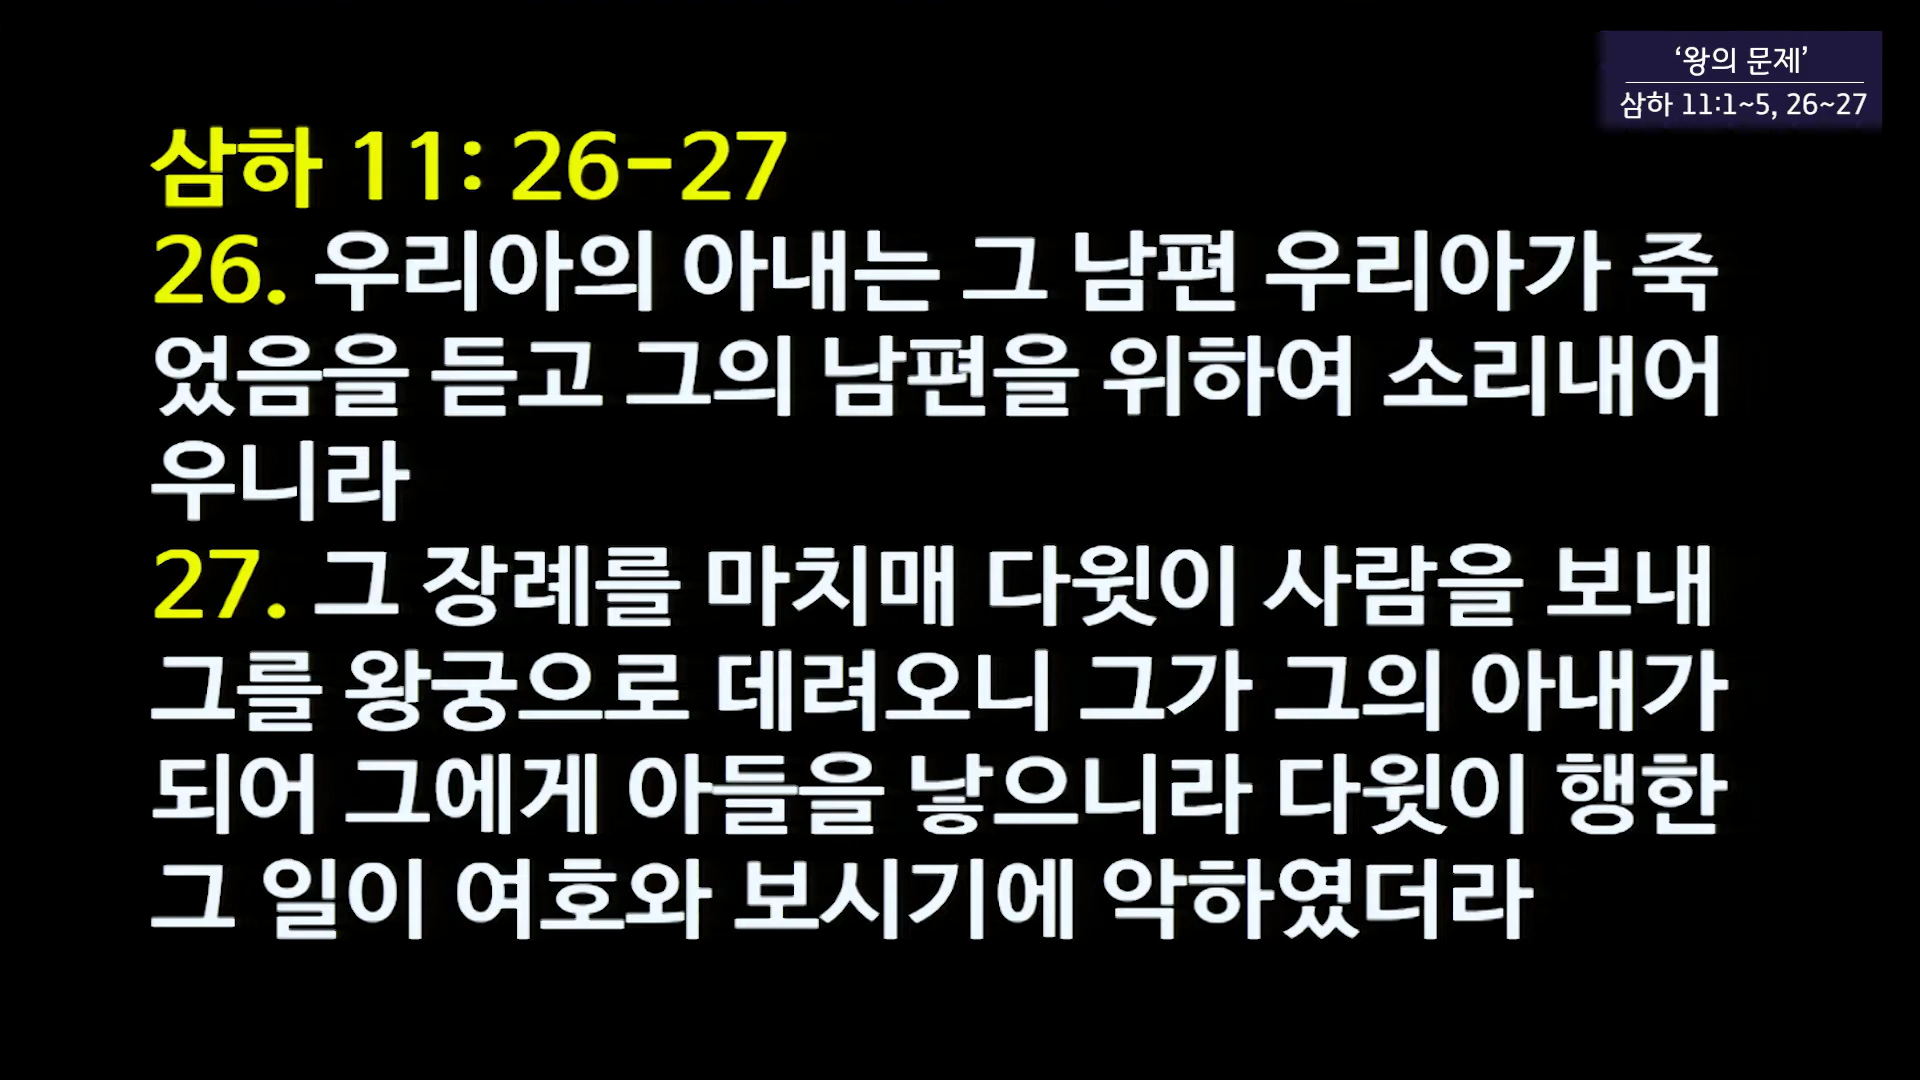 ‘왕의 문제’
삼하 11:1~5, 26~27
삼하 11: 26-27
26. 우리아의 아내는 그 남편 우리아가 죽
었음을 듣고 그의 남편을 위하여 소리내어
우니라
27. 그 장례를 마치매 다윗이 사람을 보내
그를 왕궁으로 데려오니 그가 그의 아내가
되어 그에게 아들을 낳으니라 다윗이 행한
그 일이 여호와 보시기에 악하였더라